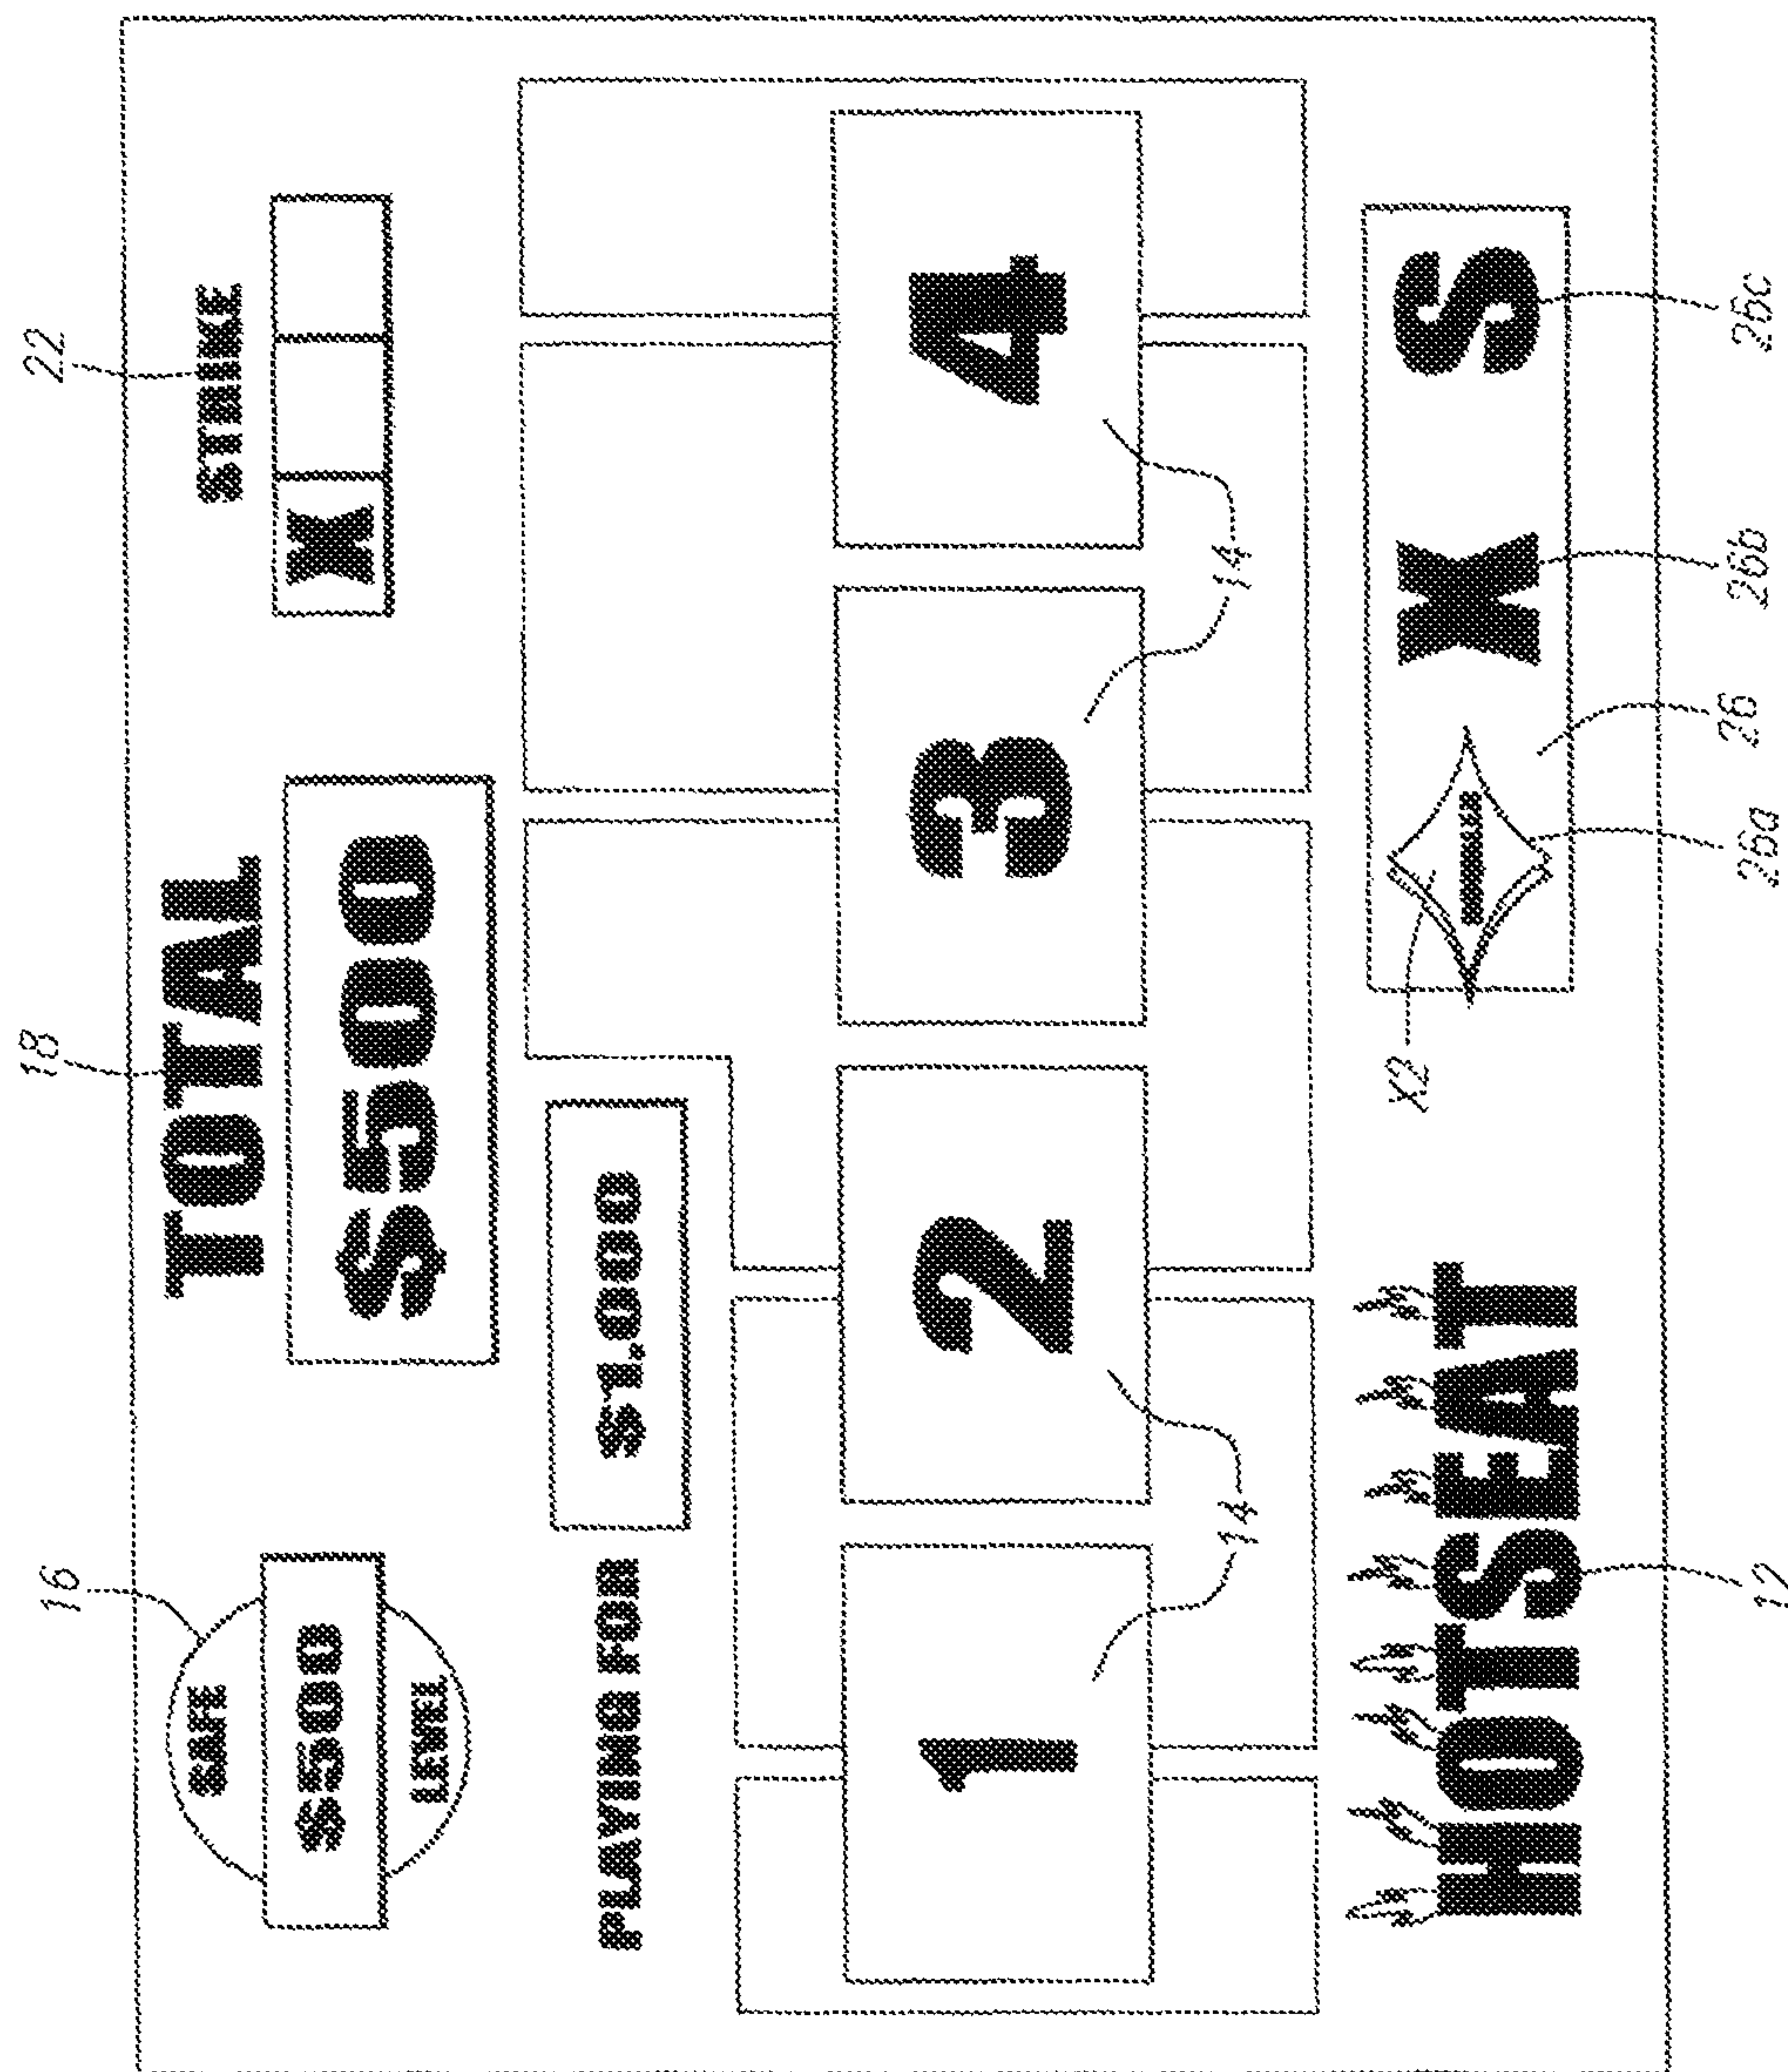 16
18
22
SAFE
$500
LEVEL
TOTAL
$500
STRIKE
X
PLAYING FOR
$1,000
1
2
3
4
14
14
HOTSEAT
X2
X
S
12
26a
26
26b
26c